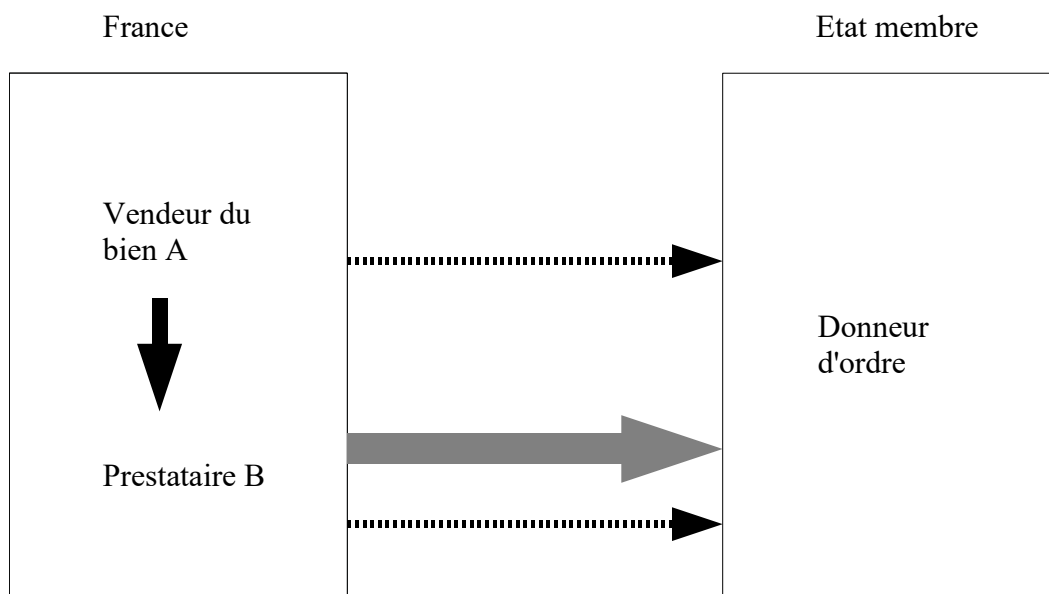 France
Etat membre
Vendeur du
bien A
Donneur
d'ordre
Prestataire B